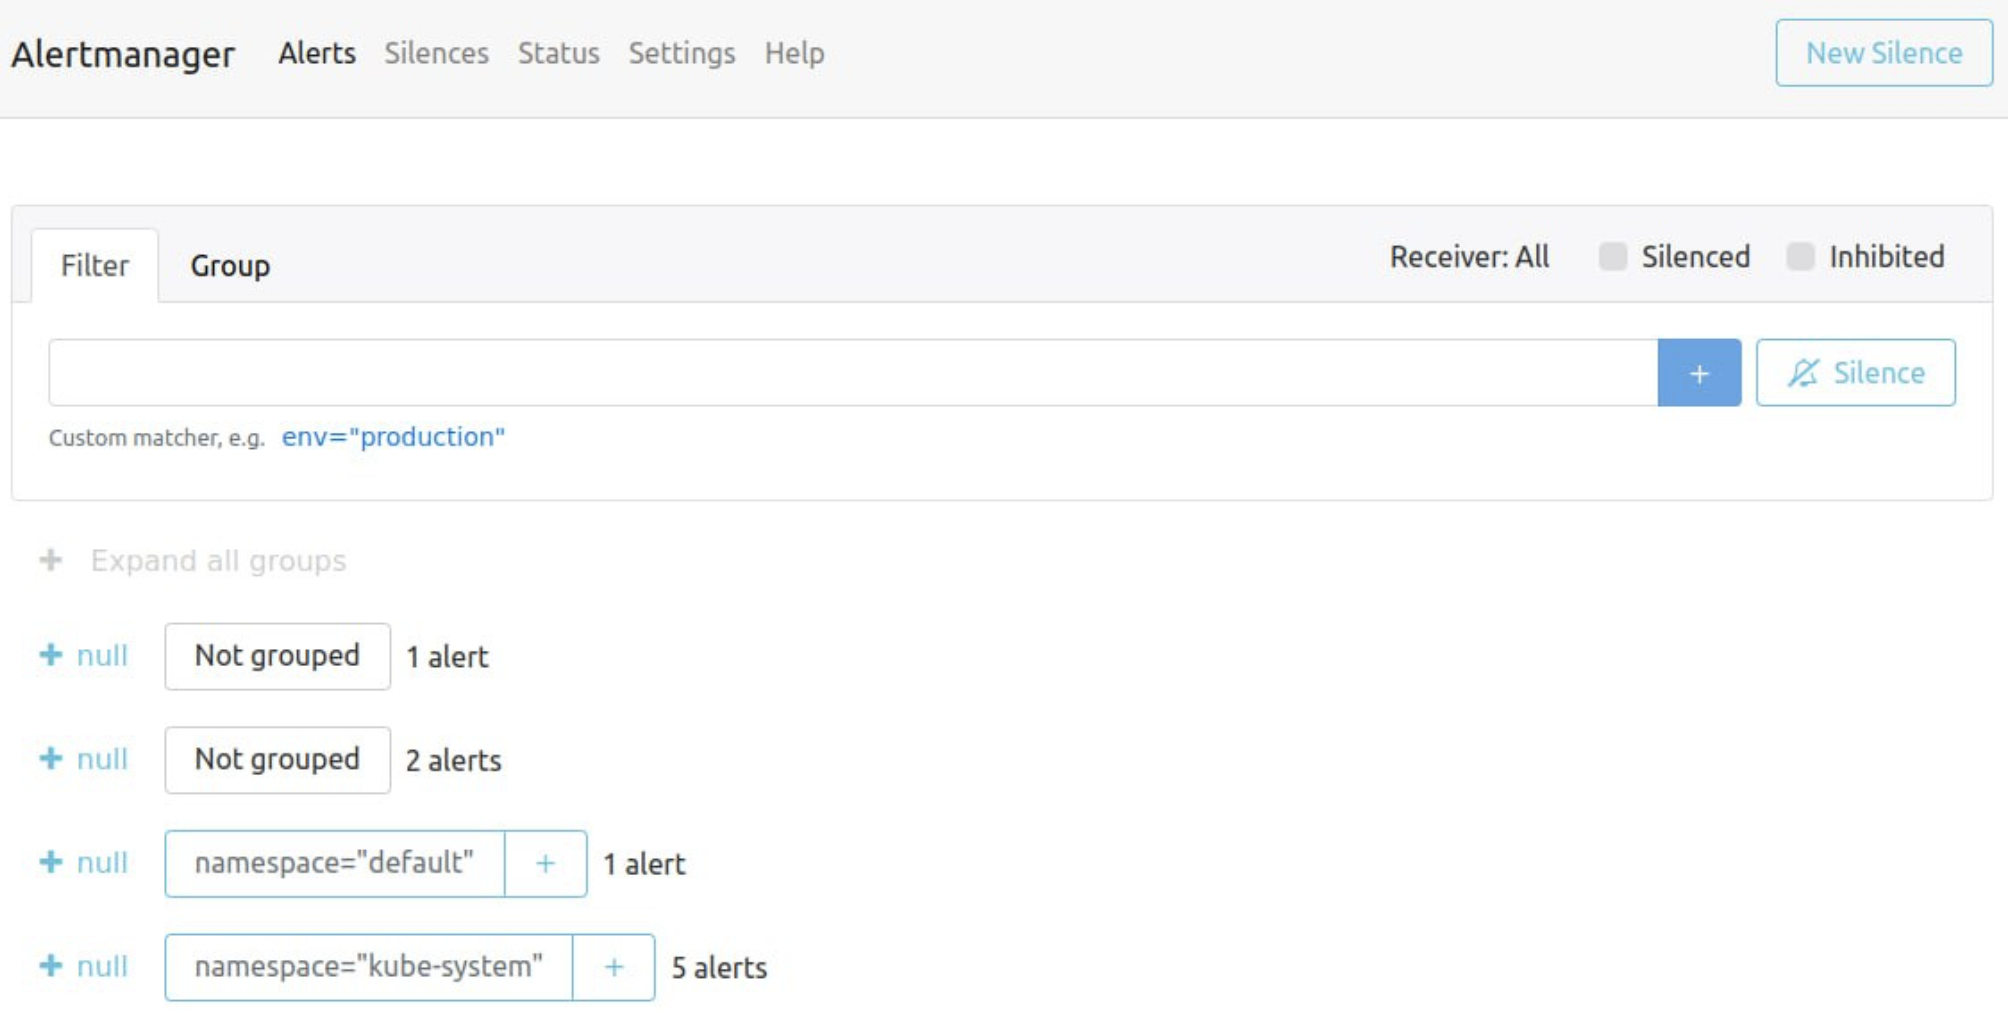 Alertmanager Alerts Silences Status Settings Help New Silence
Filter Group Receiver: All Silenced Inhibited
+ Silence
Custom matcher, e.g. env="production"
+ Expand all groups
+ null Not grouped 1 alert
+ null Not grouped 2 alerts
+ null namespace="default" + 1 alert
+ null namespace="kube-system" + 5 alerts